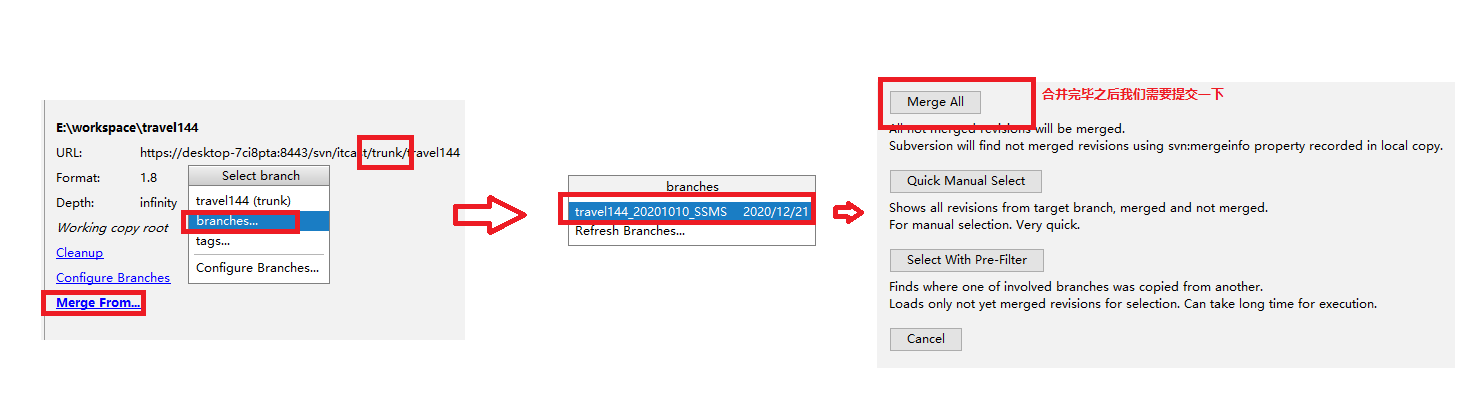 E:\workspace\travel144
URL: https://desktop-7ci8pta:8443/svn/itcast/trunk/travel144
Format: 1.8
Depth: infinity
Working copy root
Cleanup
Configure Branches
Merge From...
Select branch
travel144 (trunk)
branches...
tags...
Configure Branches...
branches
travel144_20201010_SSMS 2020/12/21
Refresh Branches...
Merge All
合并完毕之后我们需要提交一下
All not merged revisions will be merged.
Subversion will find not merged revisions using svn:mergeinfo property recorded in local copy.
Quick Manual Select
Shows all revisions from target branch, merged and not merged.
For manual selection. Very quick.
Select With Pre-Filter
Finds where one of involved branches was copied from another.
Loads only not yet merged revisions for selection. Can take long time for execution.
Cancel